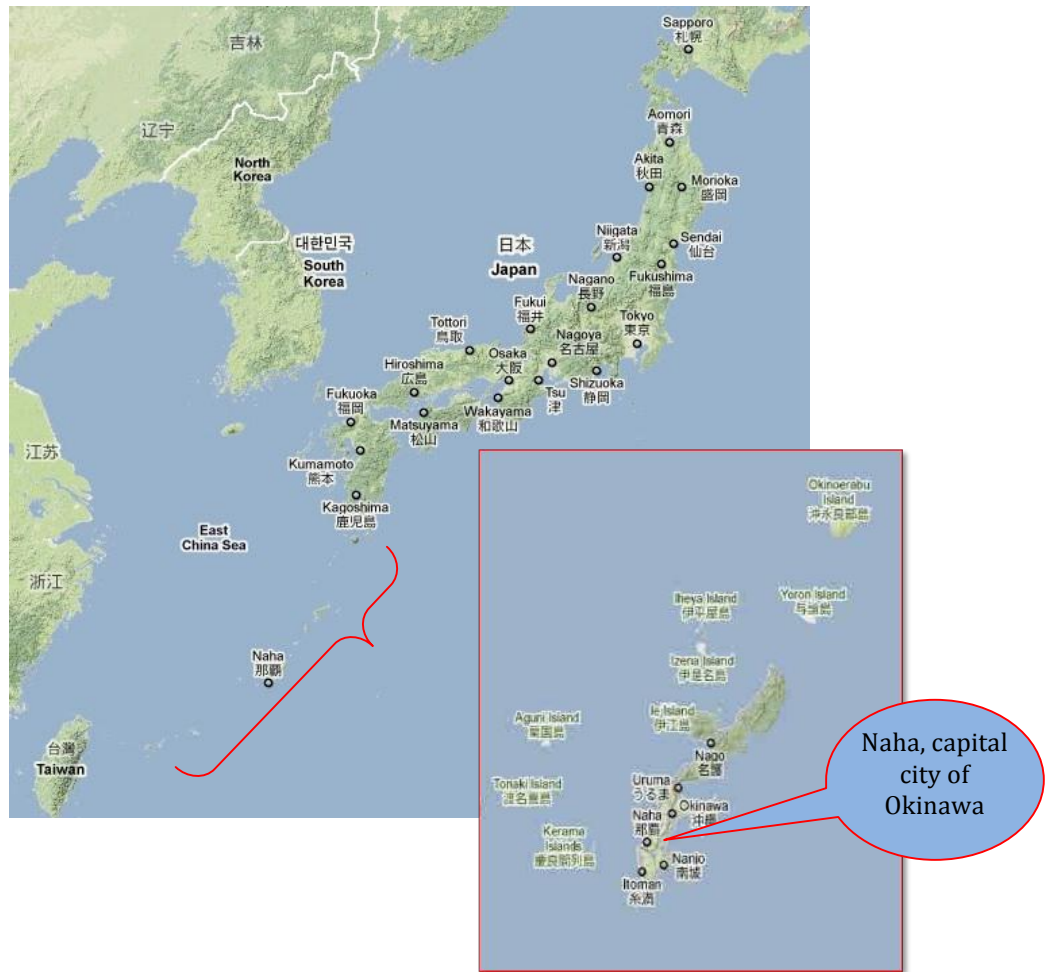 Sapporo
札幌
吉林
Aomori
青森
辽宁
Akita
秋田
Morioka
盛岡
North
Korea
Niigata
新潟
Sendai
仙台
대한민국
South
Korea
日本
Japan
Nagano
長野
Fukushima
福島
Fukui
福井
Tokyo
東京
Tottori
鳥取
Nagoya
名古屋
Osaka
大阪
Hiroshima
広島
Shizuoka
静岡
Tsu
津
Fukuoka
福岡
Wakayama
和歌山
Matsuyama
松山
江苏
Kumamoto
熊本
Kagoshima
鹿児島
East
China Sea
浙江
Naha
那覇
台灣
Taiwan
Okinoerabu
Island
沖永良部島
Iheya Island
伊平屋島
Yoron Island
与論島
Izena Island
伊是名島
Ie Island
伊江島
Aguni Island
粟国島
Nago
名護
Tonaki Island
渡名喜島
Uruma
うるま
Okinawa
沖縄
Naha
那覇
Kerama
Islands
慶良間列島
Nanjo
南城
Itoman
糸満
Naha, capital
city of
Okinawa